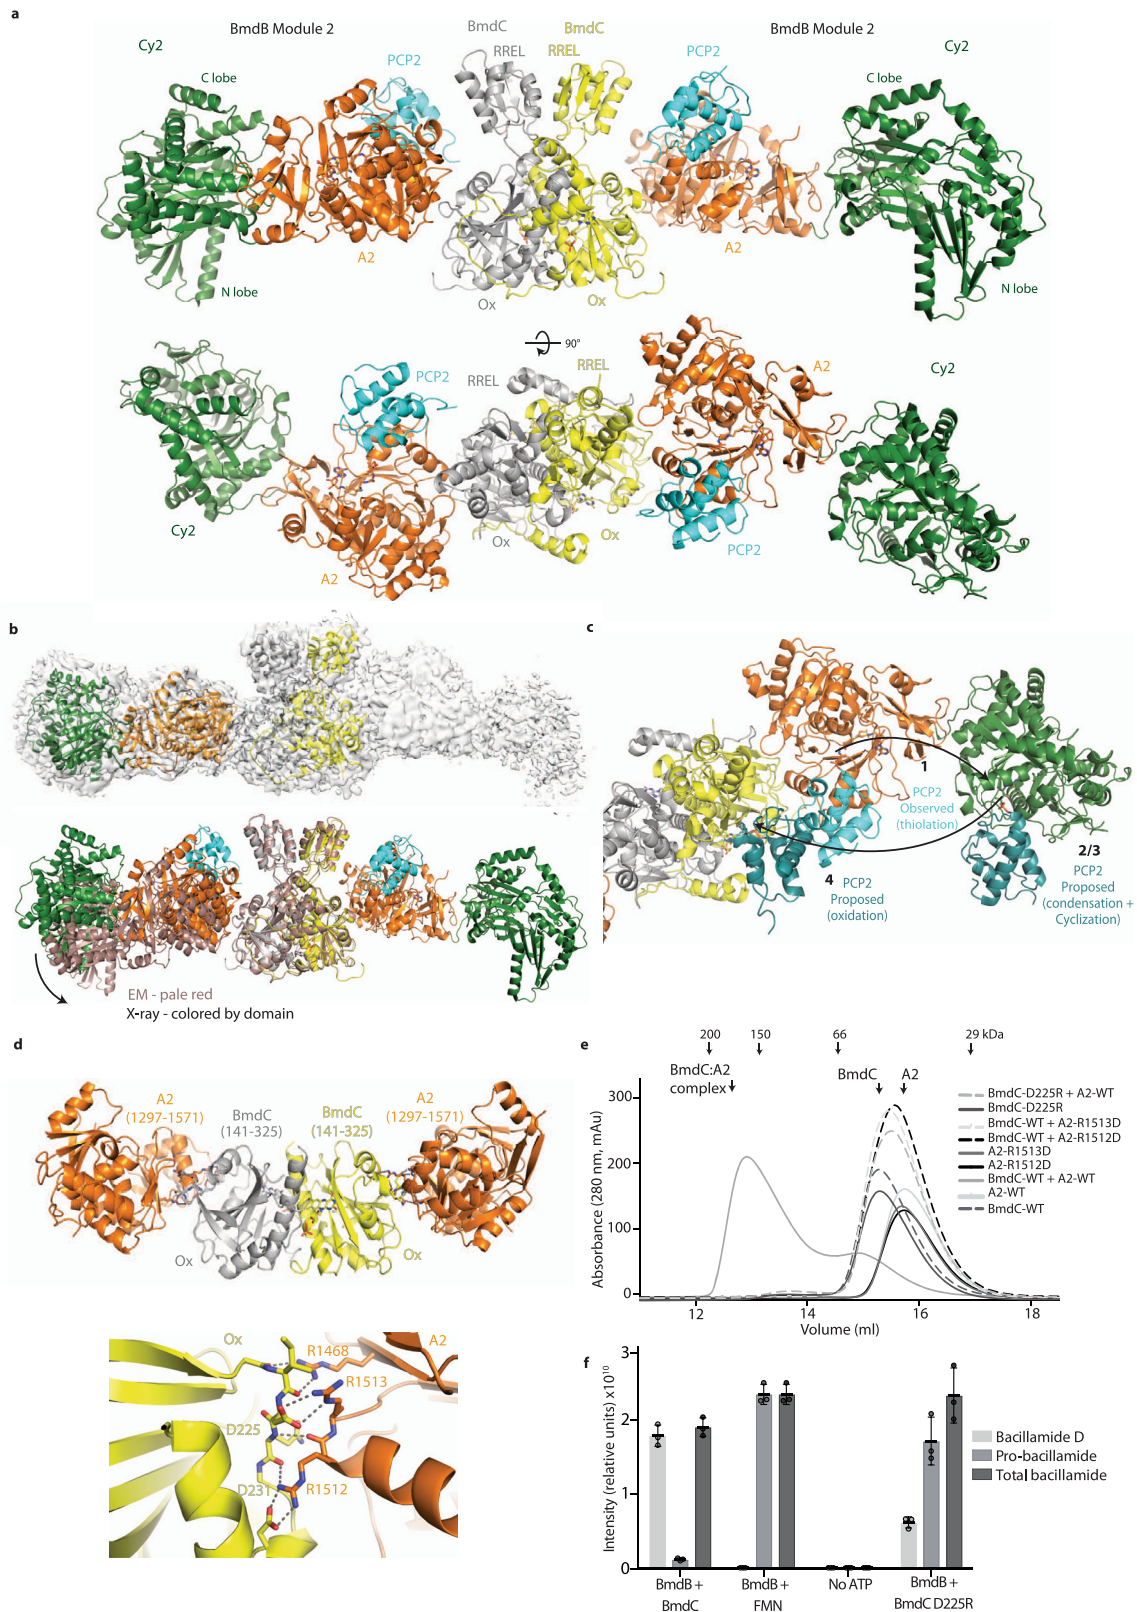 a
BmdB Module 2
BmdC
BmdC
BmdB Module 2
Cy2
RREL
RREL
PCP2
Cy2
C lobe
PCP2
C lobe
A2
A2
N lobe
N lobe
Ox
Ox
90°
PCP2
RREL
RREL
A2
Cy2
Cy2
Ox
Ox
PCP2
A2
b
EM - pale red
X-ray - colored by domain
c
1
PCP2
Observed
(thiolation)
2/3
PCP2
Proposed
(condensation +
Cyclization)
4
PCP2
Proposed
(oxidation)
d
A2
(1297-1571)
BmdC
(141-325)
BmdC
(141-325)
A2
(1297-1571)
Ox
Ox
Ox
R1468
A2
R1513
D225
D231
R1512
e
200
150
66
29 kDa
BmdC:A2
complex
BmdC
A2
300
200
100
0
Absorbance (280 nm, mAu)
12
14
16
18
Volume (ml)
BmdC-D225R + A2-WT
BmdC-D225R
BmdC-WT + A2-R1513D
BmdC-WT + A2-R1512D
A2-R1513D
A2-R1512D
BmdC-WT + A2-WT
A2-WT
BmdC-WT
f
3
2
1
0
Intensity (relative units) x10¹⁰
Bacillamide D
Pro-bacillamide
Total bacillamide
BmdB +
BmdC
BmdB +
FMN
No ATP
BmdB +
BmdC D225R